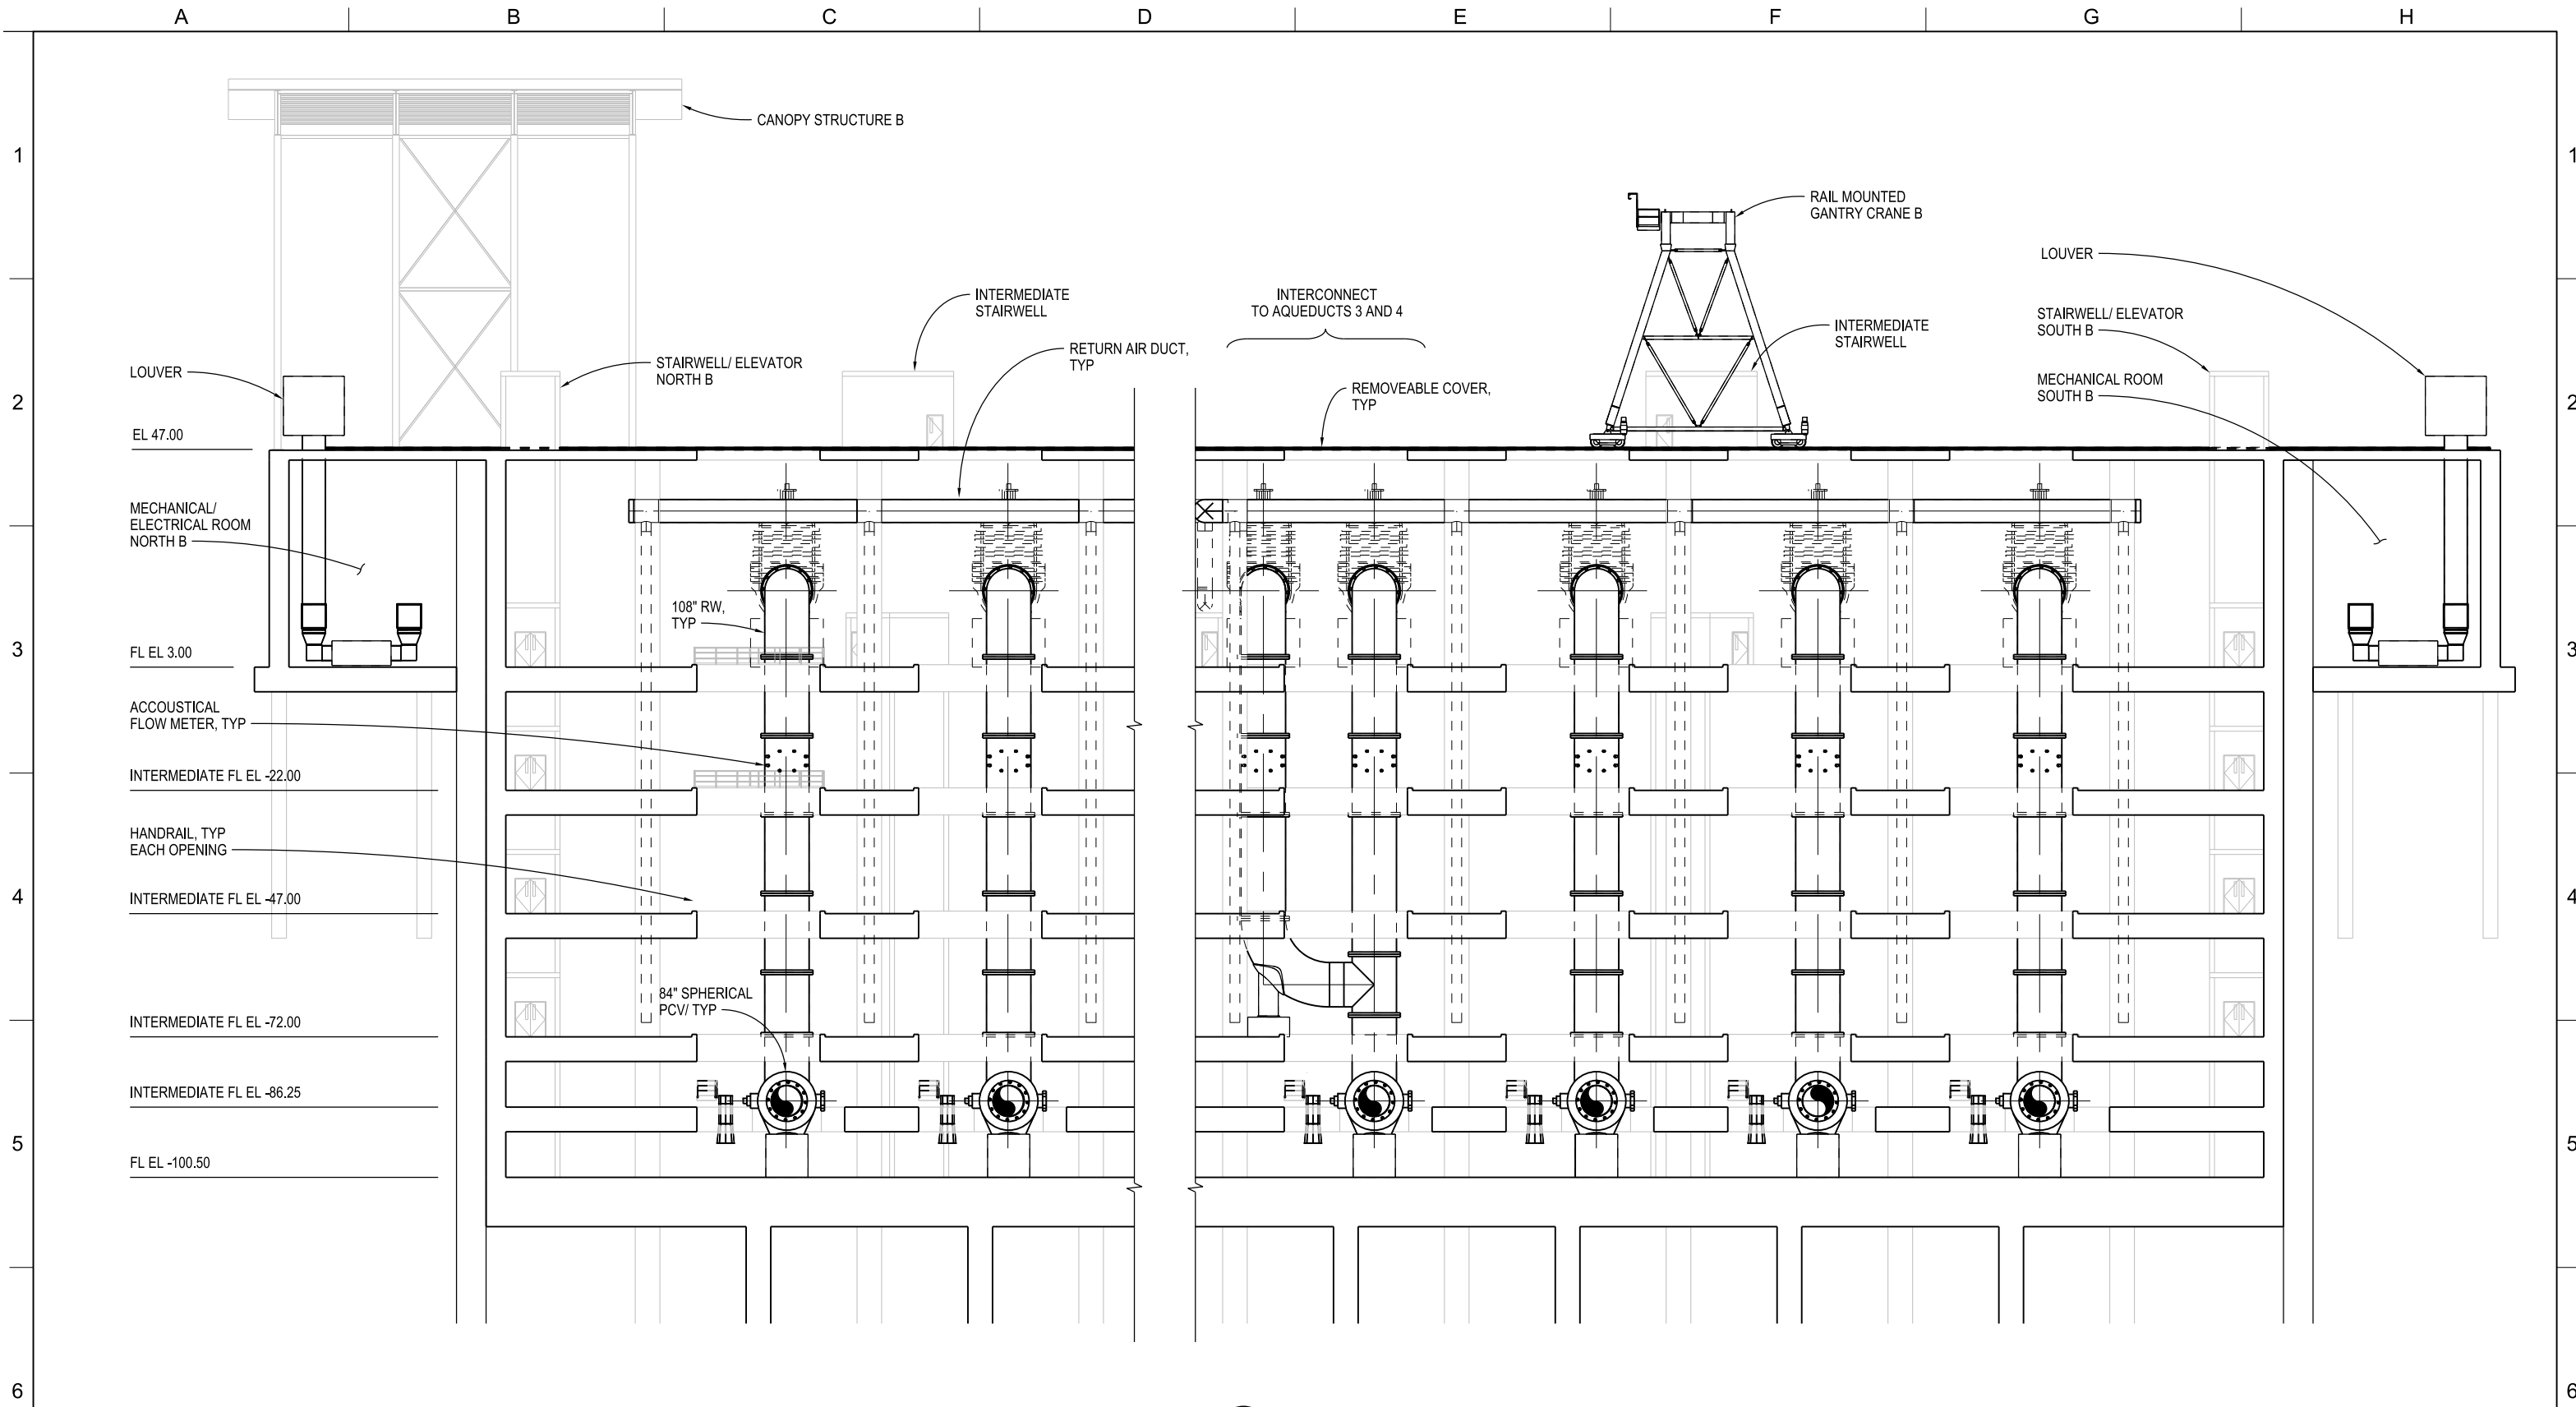 A B C D E F G H
1 1
CANOPY STRUCTURE B
RAIL MOUNTED
GANTRY CRANE B
LOUVER
INTERMEDIATE
STAIRWELL
INTERCONNECT
TO AQUEDUCTS 3 AND 4
STAIRWELL/ ELEVATOR
SOUTH B
INTERMEDIATE
STAIRWELL
RETURN AIR DUCT,
TYP
STAIRWELL/ ELEVATOR
NORTH B
LOUVER
MECHANICAL ROOM
SOUTH B
REMOVEABLE COVER,
TYP
2 2
EL 47.00
MECHANICAL/
ELECTRICAL ROOM
NORTH B
108" RW,
TYP
3 3
FL EL 3.00
ACCOUSTICAL
FLOW METER, TYP
INTERMEDIATE FL EL -22.00
HANDRAIL, TYP
EACH OPENING
4 4
INTERMEDIATE FL EL -47.00
84" SPHERICAL
PCV/ TYP
INTERMEDIATE FL EL -72.00
INTERMEDIATE FL EL -86.25
5 5
FL EL -100.50
6 6